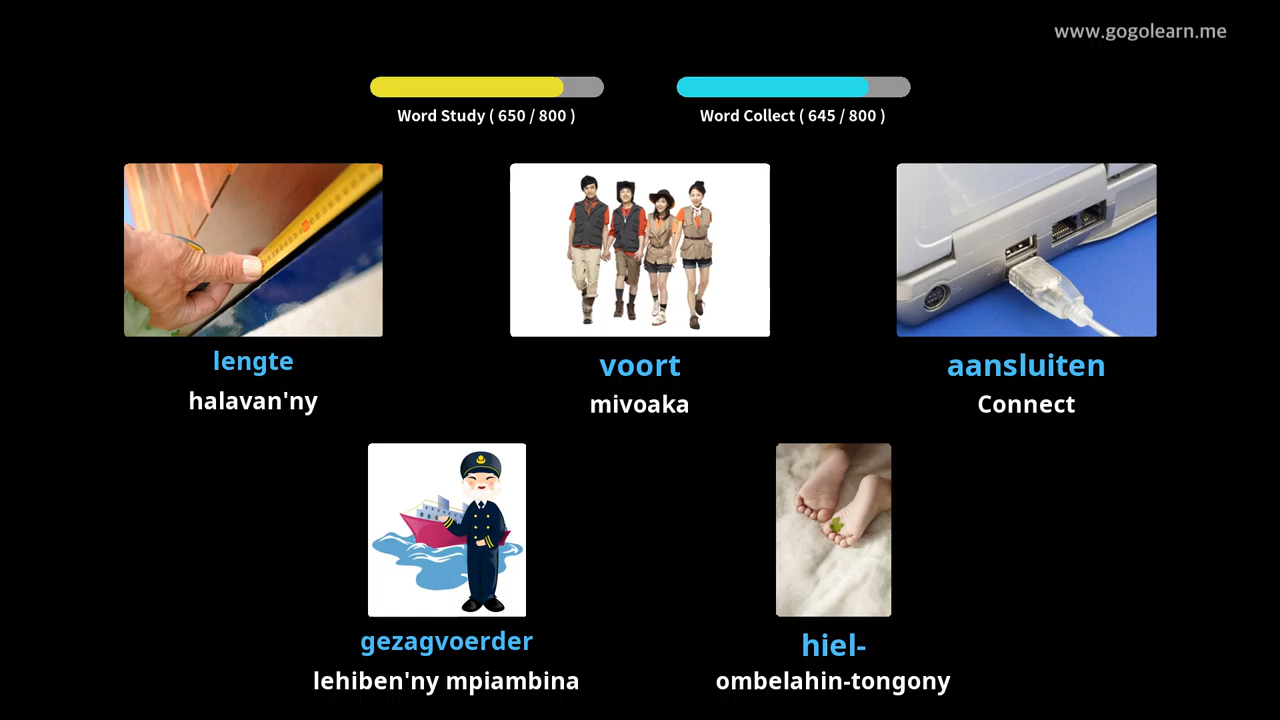 www.gogolearn.me
Word Study ( 650 / 800 )
Word Collect ( 645 / 800 )
lengte
halavan'ny
voort
mivoaka
aansluiten
Connect
gezagvoerder
lehiben'ny mpiambina
hiel-
ombelahin-tongony